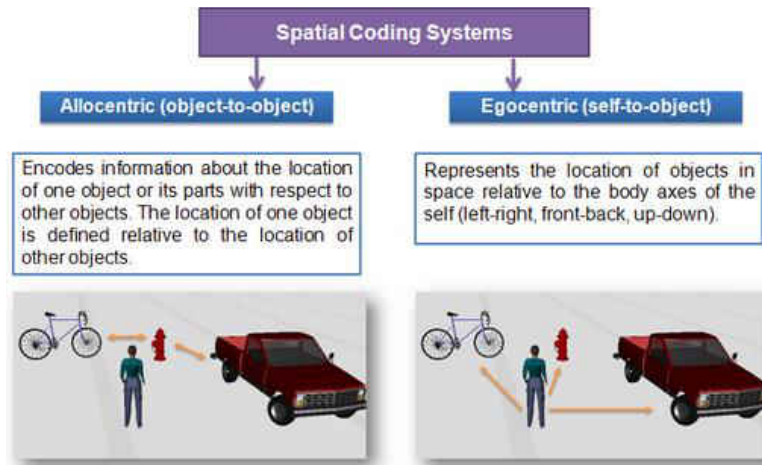 Spatial Coding Systems
Allocentric (object-to-object)
Egocentric (self-to-object)
Encodes information about the location
of one object or its parts with respect to
other objects. The location of one object
is defined relative to the location of
other objects.
Represents the location of objects in
space relative to the body axes of the
self (left-right, front-back, up-down).